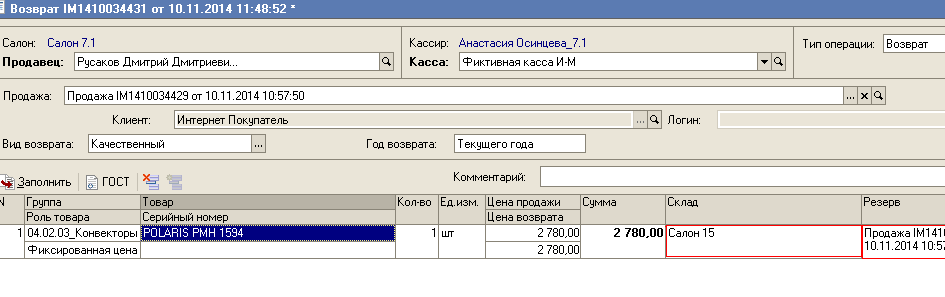 Возврат IM1410034431 от 10.11.2014 11:48:52 *
Салон: Салон 7.1
Кассир: Анастасия Осинцева_7.1
Тип операции: Возврат
Продавец: Русаков Дмитрий Дмитриеви...
Касса: Фиктивная касса И-М
Продажа: Продажа IM1410034429 от 10.11.2014 10:57:50
Клиент: Интернет Покупатель
Логин:
Вид возврата: Качественный
Год возврата: Текущего года
Заполнить ГОСТ
Комментарий:
N Группа Товар Кол-во Ед.изм. Цена продажи Сумма Склад Резерв
Роль товара Серийный номер Цена возврата
1 04.02.03_Конвекторы POLARIS PMH 1594 1 шт 2 780,00 2 780,00 Салон 15 Продажа IM1410
Фиксированная цена 2 780,00 10.11.2014 10:57